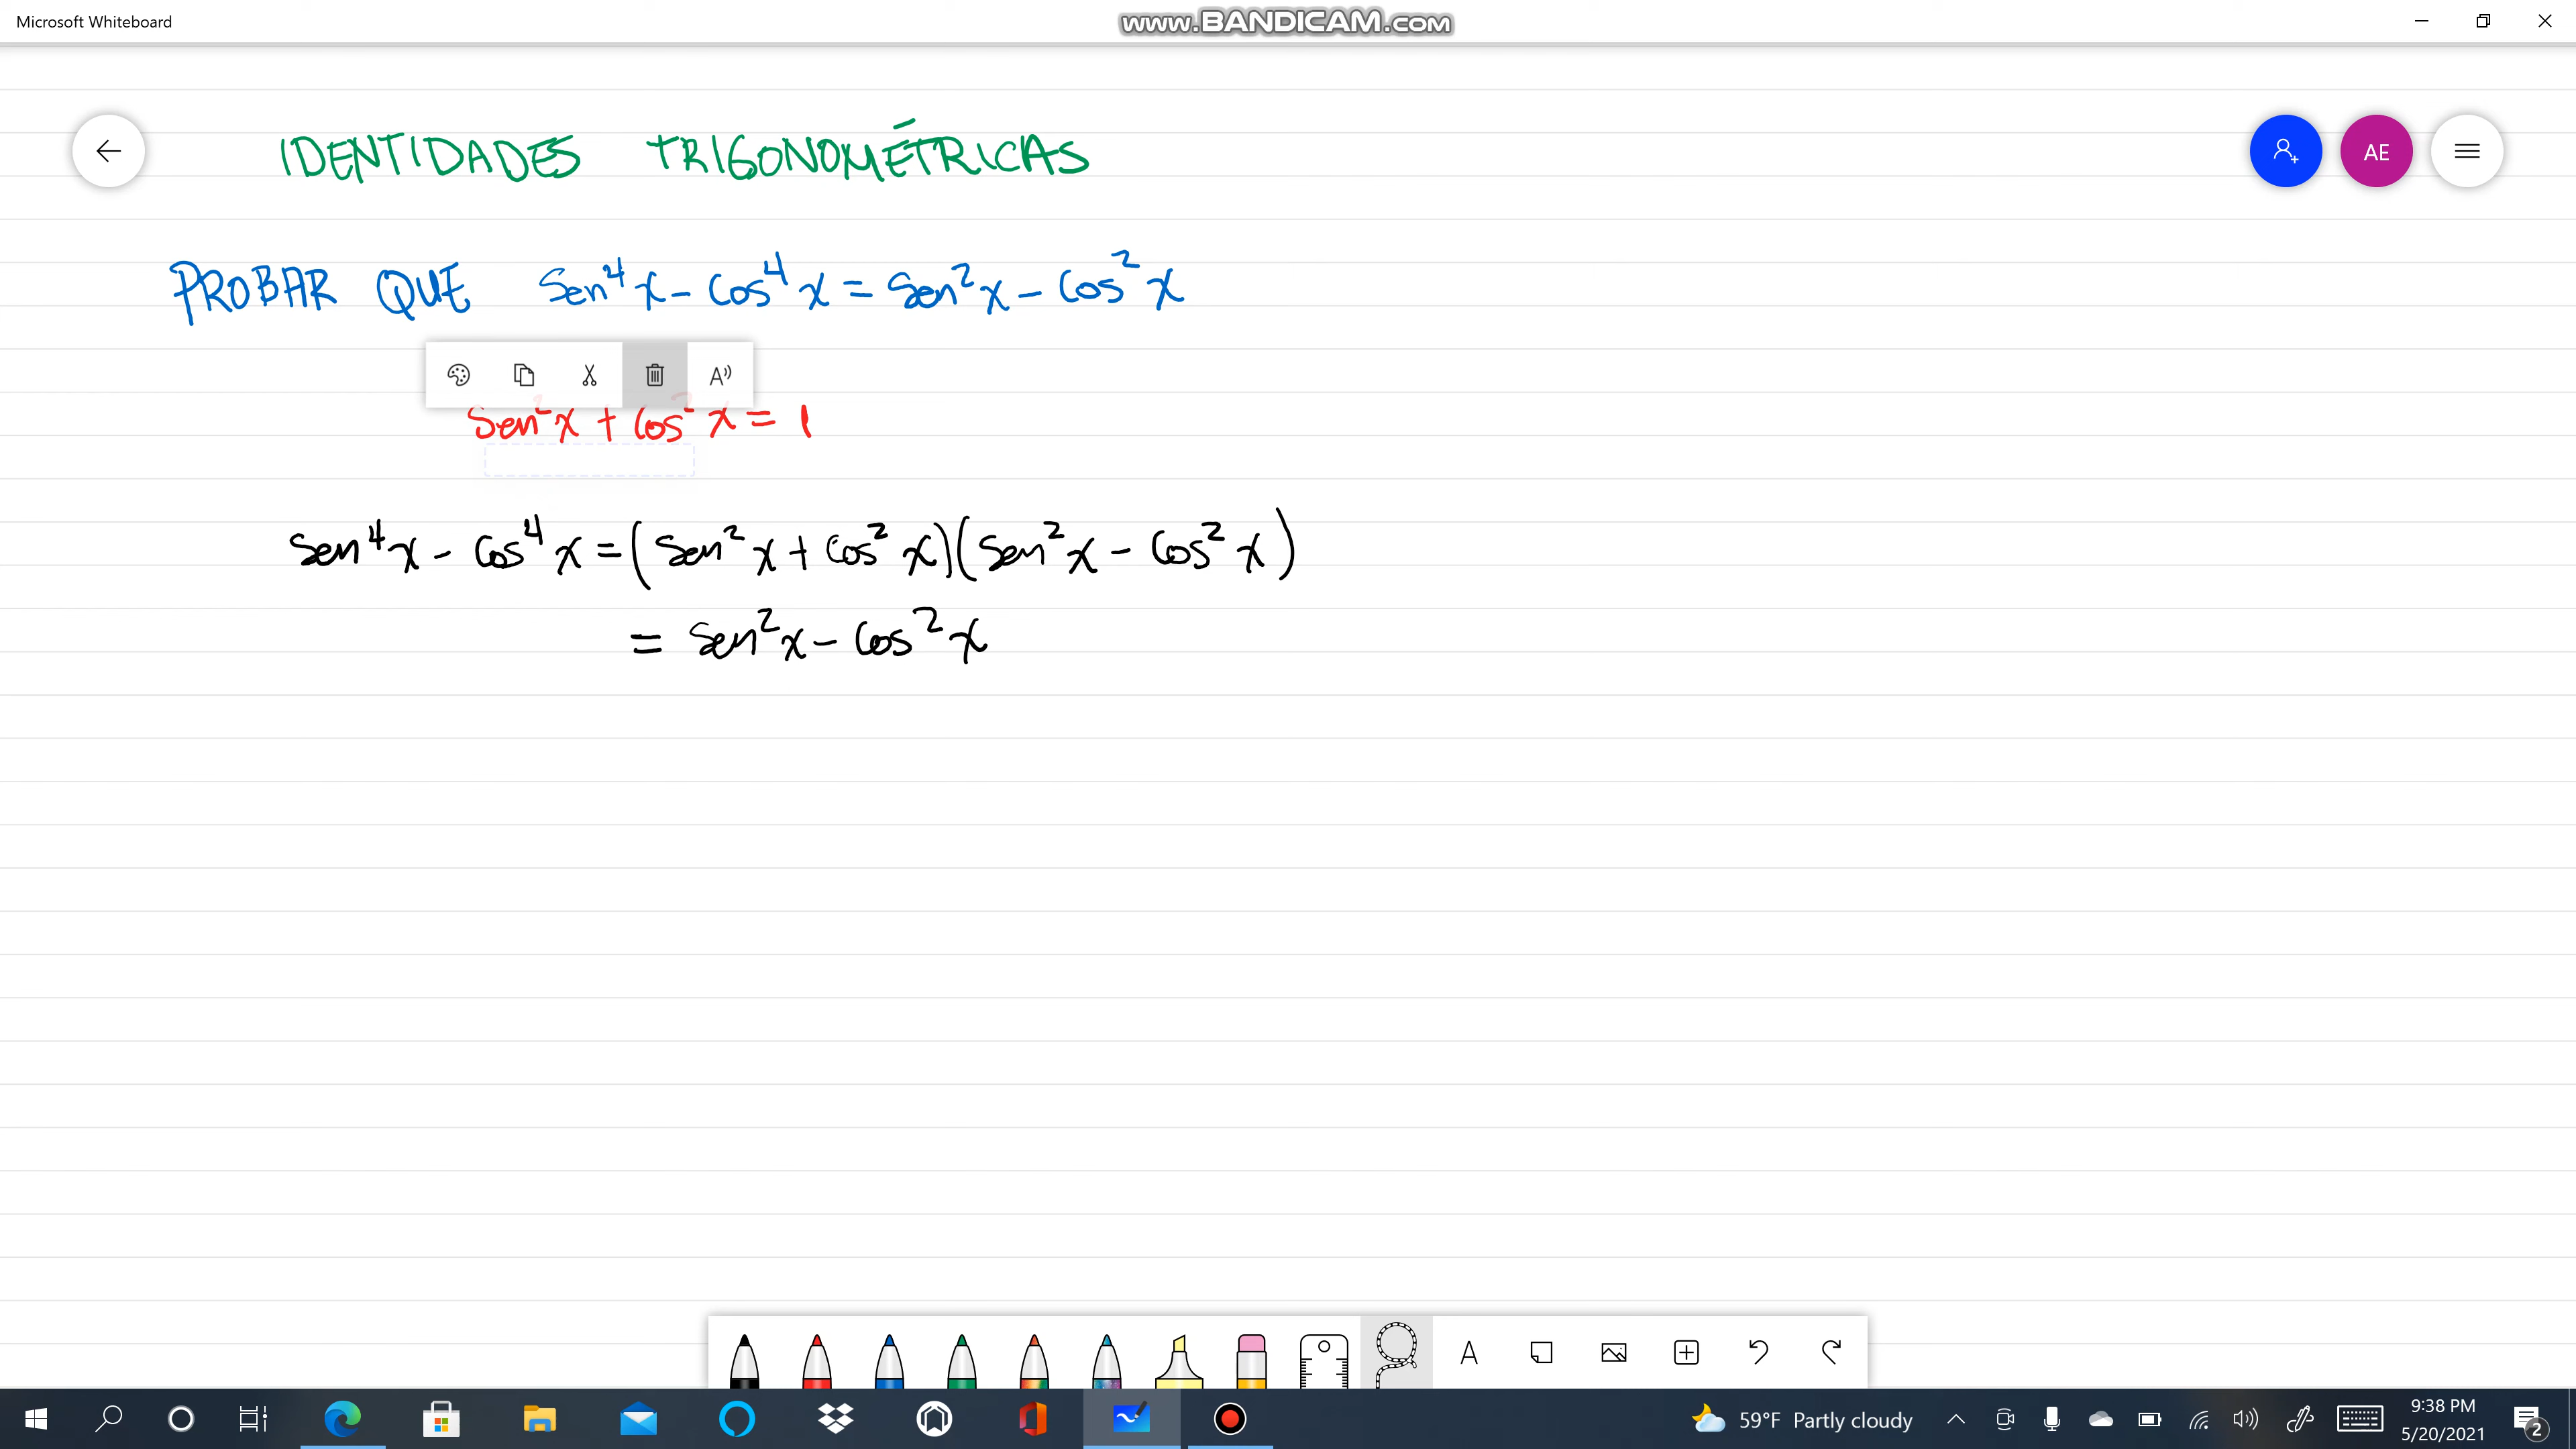 Microsoft Whiteboard
www.BANDICAM.com
IDENTIDADES TRIGONOMÉTRICAS
AE
PROBAR QUE Sen⁴x - Cos⁴x = Sen²x - Cos²x
Sen²x + Cos²x = 1
Sen⁴x - Cos⁴x = (Sen²x + Cos²x)(Sen²x - Cos²x)
= Sen²x - Cos²x
59°F Partly cloudy
9:38 PM
5/20/2021
2